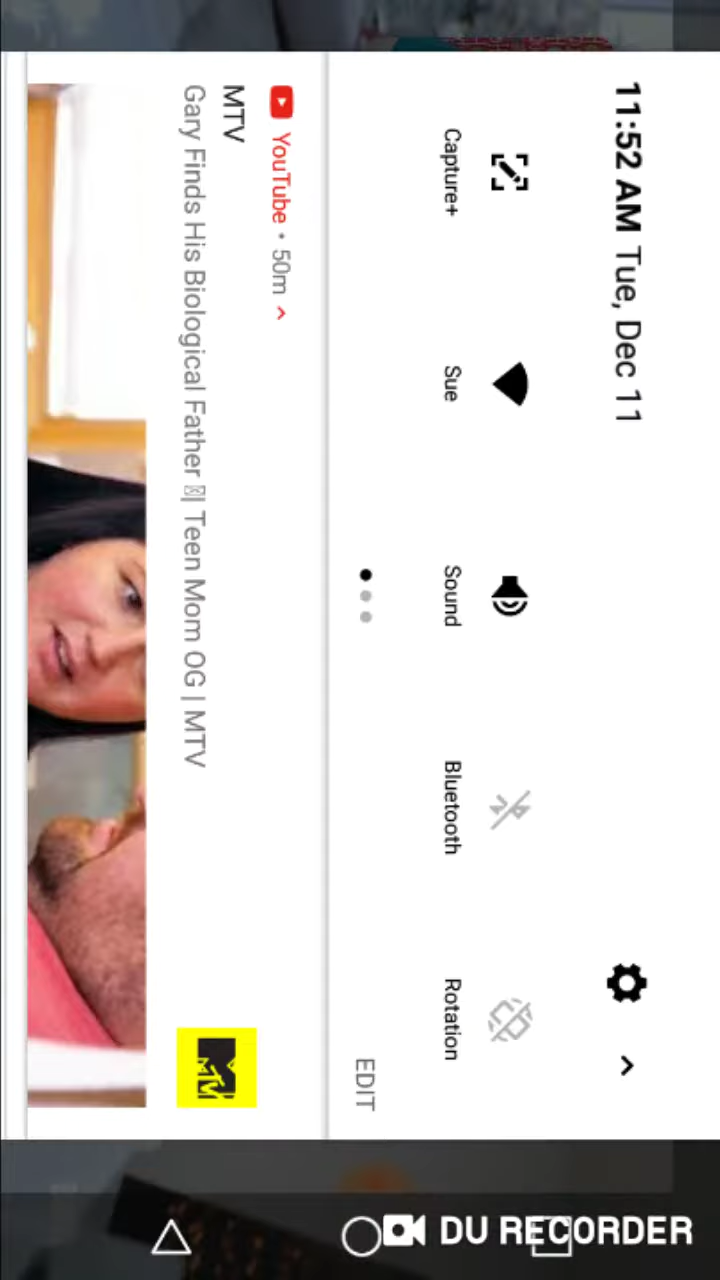 11:52 AM Tue, Dec 11
Capture+
Sue
Sound
Bluetooth
Rotation
EDIT
YouTube • 50m
MTV
Gary Finds His Biological Father | Teen Mom OG | MTV
MTV
DU RECORDER